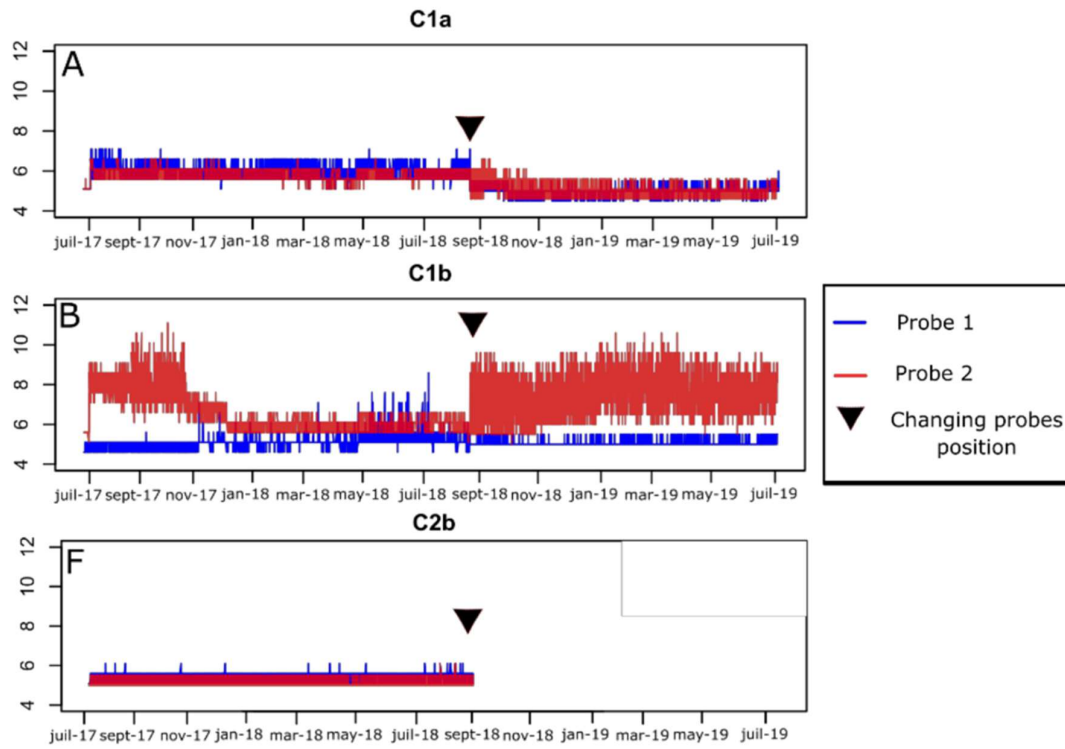 C1a
A
12
10
8
6
4
juil-17 sept-17 nov-17 jan-18 mar-18 may-18 juil-18 sept-18 nov-18 jan-19 mar-19 may-19 juil-19
C1b
B
12
10
8
6
4
juil-17 sept-17 nov-17 jan-18 mar-18 may-18 juil-18 sept-18 nov-18 jan-19 mar-19 may-19 juil-19
Probe 1
Probe 2
Changing probes
position
C2b
F
12
10
8
6
4
juil-17 sept-17 nov-17 jan-18 mar-18 may-18 juil-18 sept-18 nov-18 jan-19 mar-19 may-19 juil-19